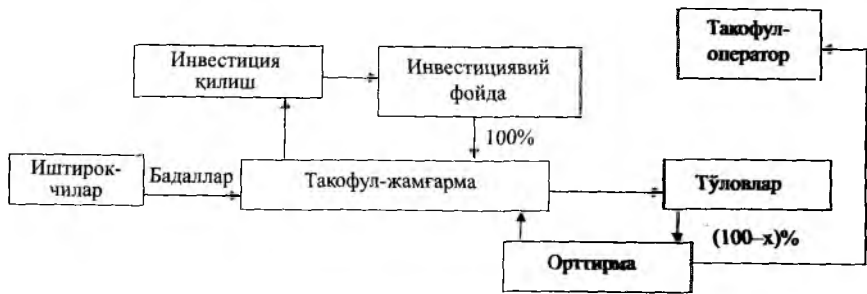 Такофул-
оператор
Инвестиция
қилиш
Инвестициявий
фойда
100%
Иштирок-
чилар
Бадаллар
Такофул-жамғарма
Тўловлар
(100–x)%
Орттирма